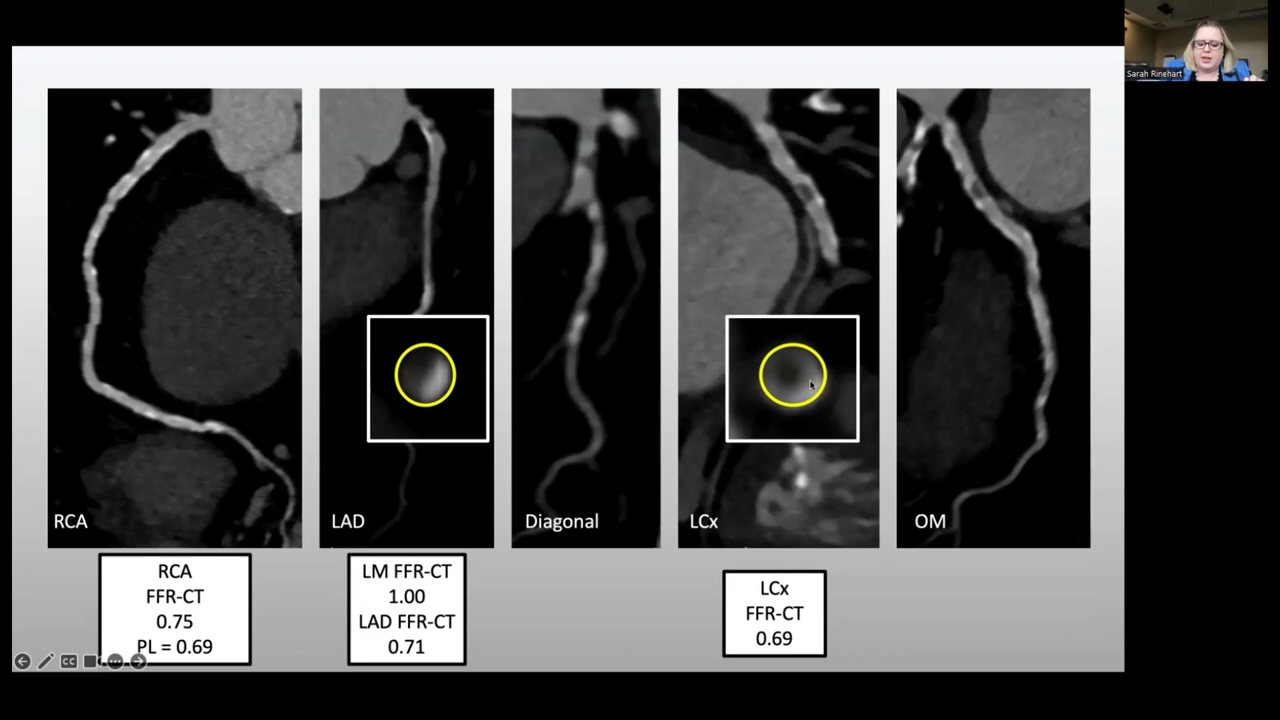 Sarah Rinehart
RCA
LAD
Diagonal
LCx
OM
RCA
FFR-CT
0.75
PL = 0.69
LM FFR-CT
1.00
LAD FFR-CT
0.71
LCx
FFR-CT
0.69
CC